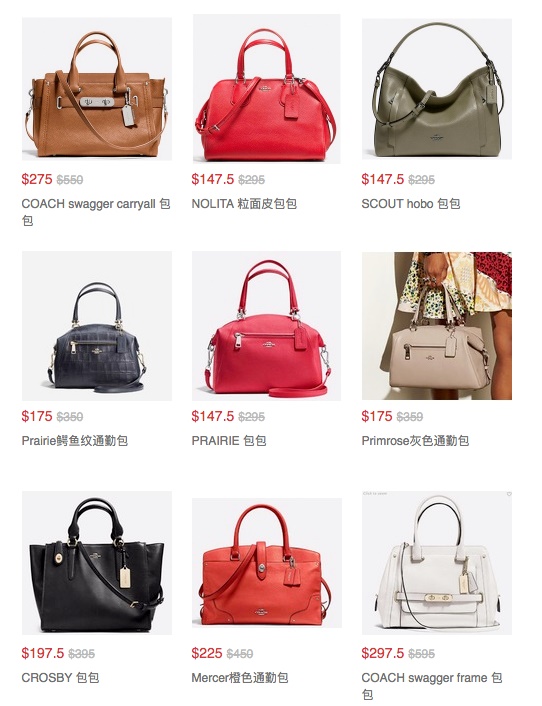 $275 $550
COACH swagger carryall 包
包
$147.5 $295
NOLITA 粒面皮包包
$147.5 $295
SCOUT hobo 包包
$175 $350
Prairie鳄鱼纹通勤包
$147.5 $295
PRAIRIE 包包
$175 $359
Primrose灰色通勤包
$197.5 $395
CROSBY 包包
$225 $450
Mercer橙色通勤包
$297.5 $595
COACH swagger frame 包
包